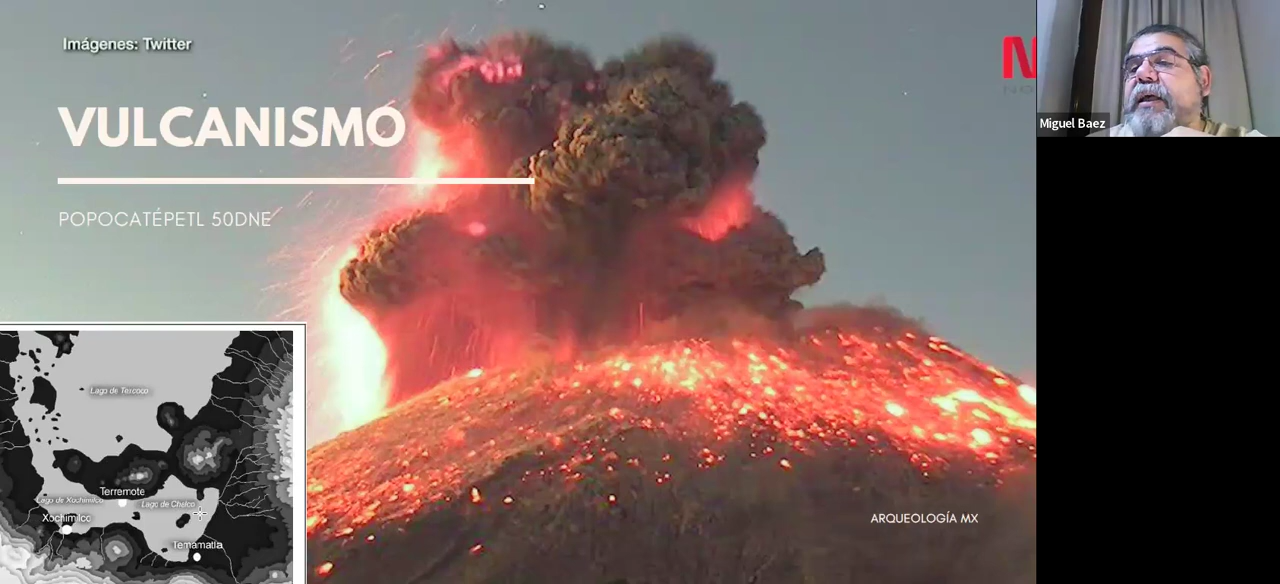 Imágenes: Twitter
VULCANISMO
POPOCATÉPETL 50DNE
Lago de Texcoco
Terremote
Lago de Xochimilco
Lago de Chalco
Xochimilco
Temamatla
ARQUEOLOGÍA MX
Miguel Baez